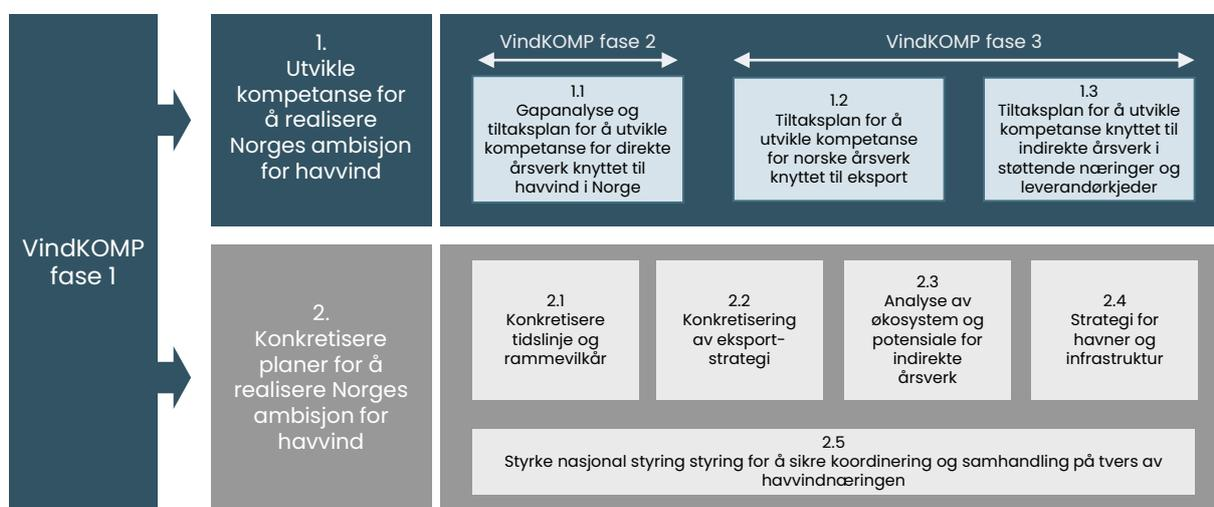 VindKOMP
fase 1
1.
Utvikle
kompetanse for
å realisere
Norges ambisjon
for havvind
VindKOMP fase 2
1.1
Gapanalyse og
tiltaksplan for å utvikle
kompetanse for direkte
årsverk knyttet til
havvind i Norge
VindKOMP fase 3
1.2
Tiltaksplan for å
utvikle kompetanse
for norske årsverk
knyttet til eksport
1.3
Tiltaksplan for å utvikle
kompetanse knyttet til
indirekte årsverk i
støttende næringer og
leverandørkjeder
2.
Konkretisere
planer for å
realisere Norges
ambisjon for
havvind
2.1
Konkretisere
tidslinje og
rammevilkår
2.2
Konkretisering
av eksport-
strategi
2.3
Analyse av
økosystem og
potensiale for
indirekte
årsverk
2.4
Strategi for
havner og
infrastruktur
2.5
Styrke nasjonal styring styring for å sikre koordinering og samhandling på tvers av
havvindnæringen